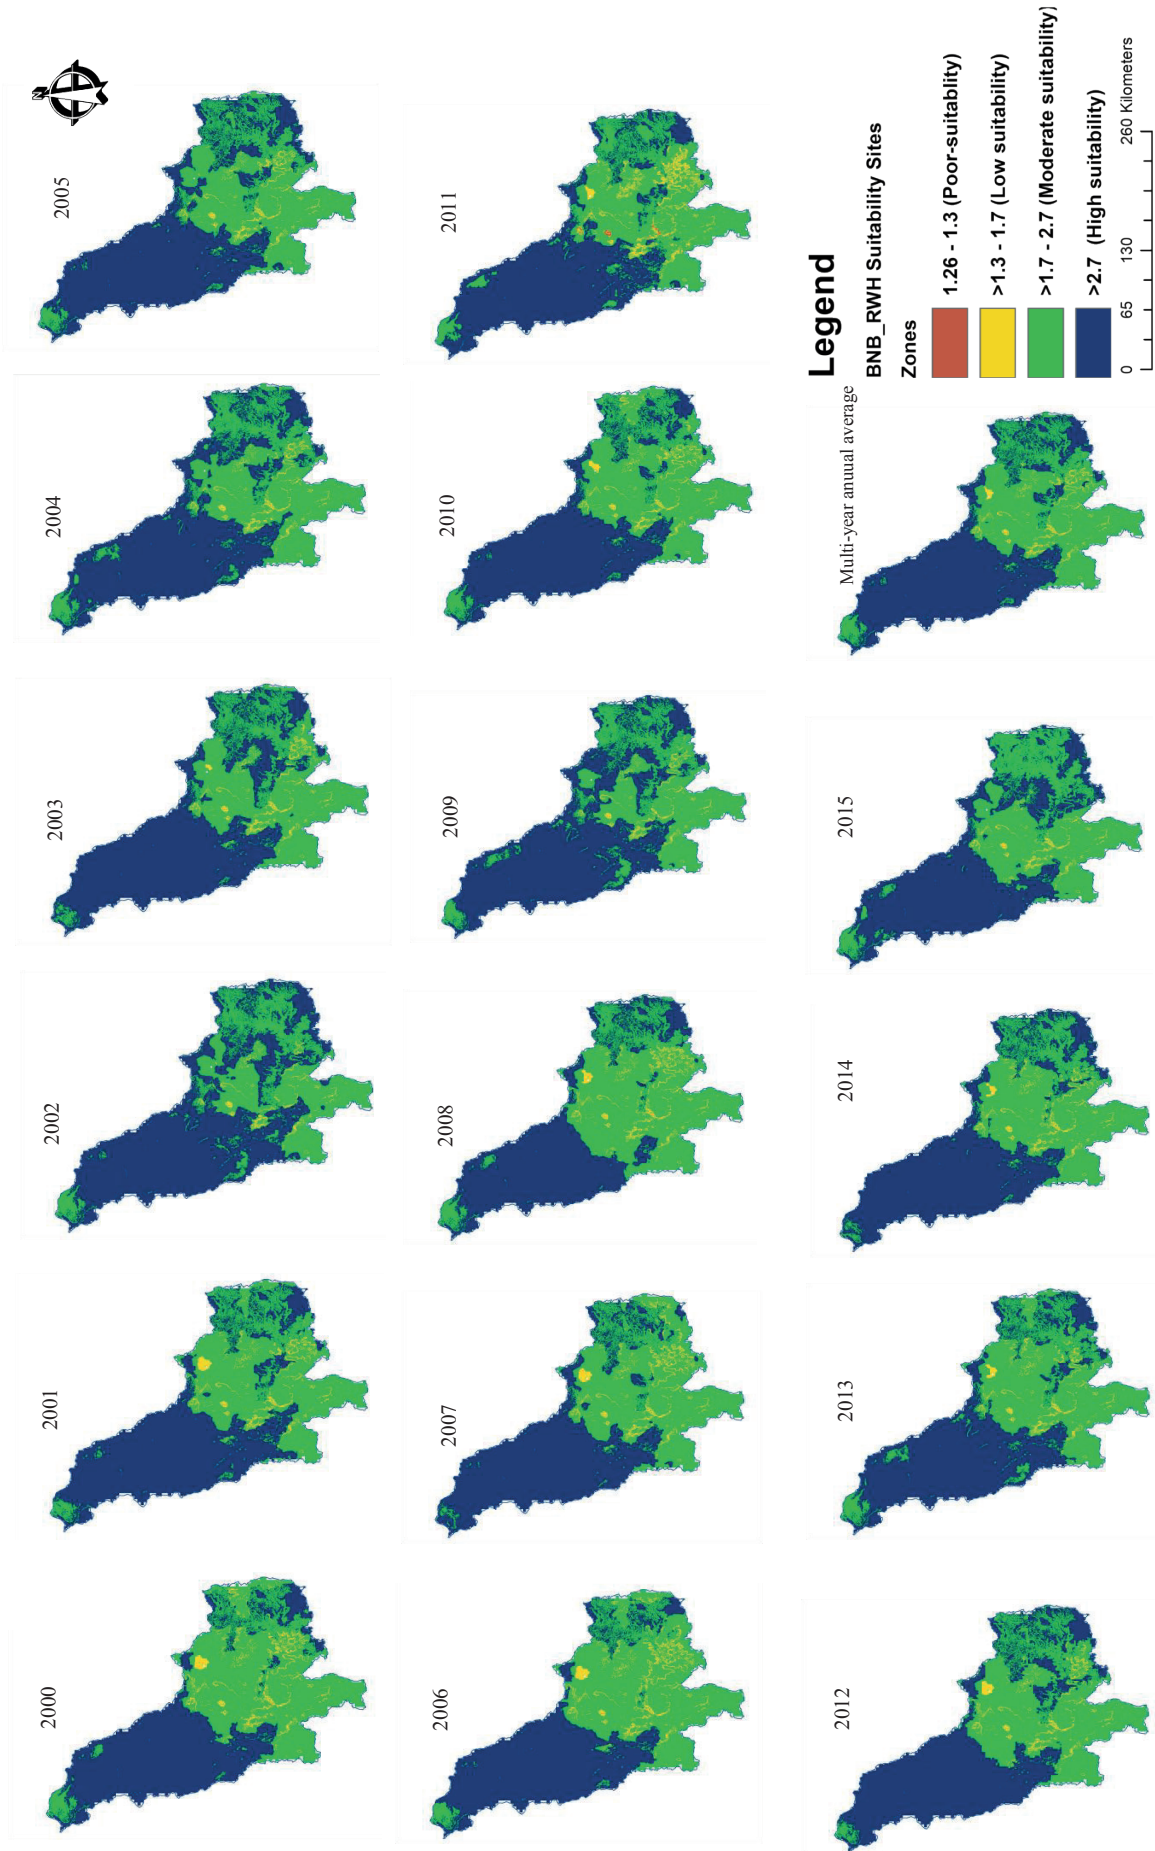 N
2000
2001
2002
2003
2004
2005
2006
2007
2008
2009
2010
2011
2012
2013
2014
2015
Multi-year anuual average
Legend
BNB_RWH Suitability Sites
Zones
1.26 - 1.3 (Poor-suitablity)
>1.3 - 1.7 (Low suitability)
>1.7 - 2.7 (Moderate suitability)
>2.7 (High suitability)
0 65 130 260 Kilometers